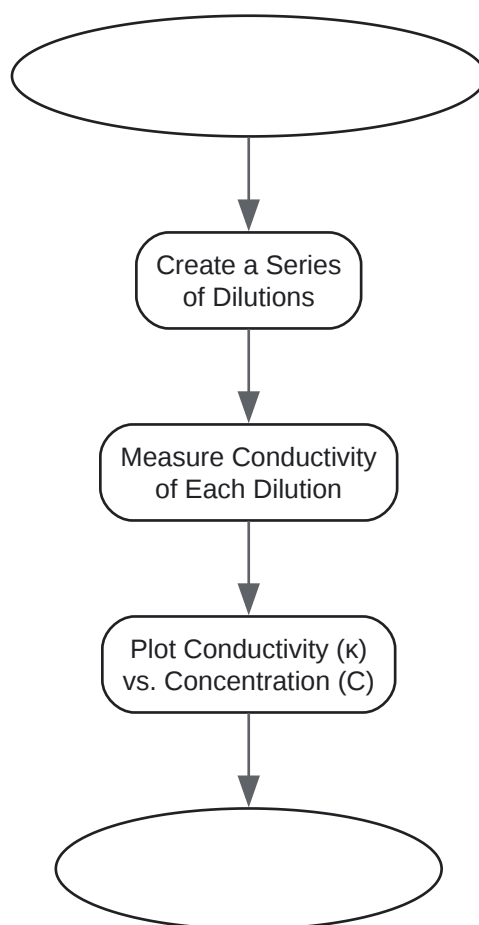 Create a Series
of Dilutions
Measure Conductivity
of Each Dilution
Plot Conductivity (κ)
vs. Concentration (C)